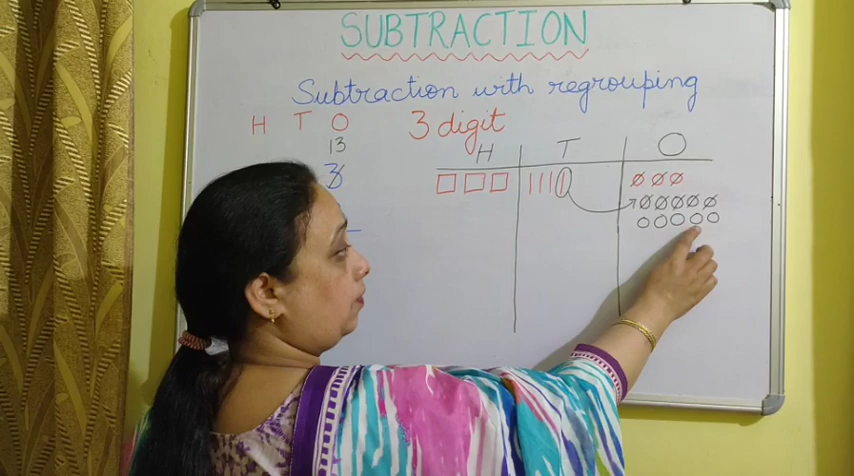 SUBTRACTION
Subtraction with regrouping
H T O
3 digit
13
3
H T O